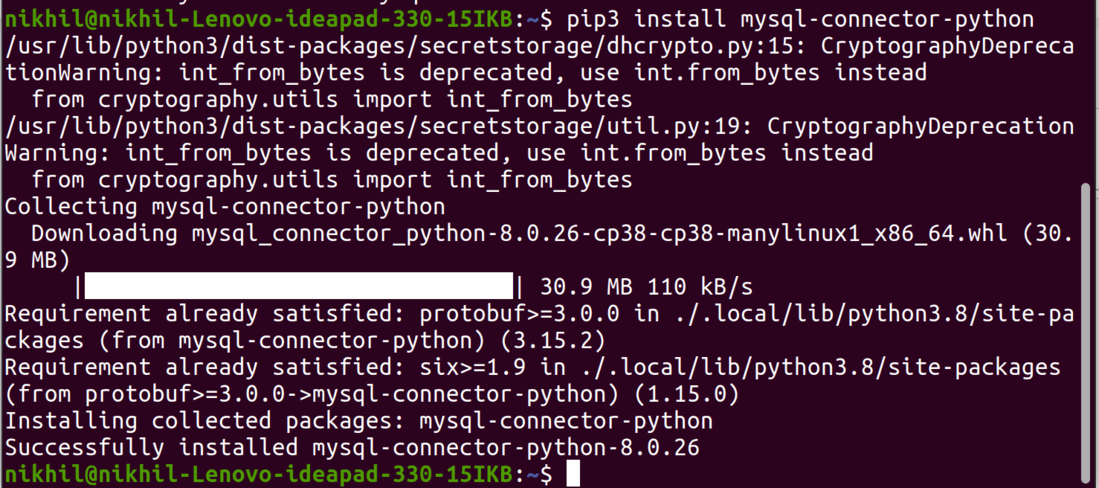 nikhil@nikhil-Lenovo-ideapad-330-15IKB:~$ pip3 install mysql-connector-python
/usr/lib/python3/dist-packages/secretstorage/dhcrypto.py:15: CryptographyDepreca
tionWarning: int_from_bytes is deprecated, use int.from_bytes instead
  from cryptography.utils import int_from_bytes
/usr/lib/python3/dist-packages/secretstorage/util.py:19: CryptographyDeprecation
Warning: int_from_bytes is deprecated, use int.from_bytes instead
  from cryptography.utils import int_from_bytes
Collecting mysql-connector-python
  Downloading mysql_connector_python-8.0.26-cp38-cp38-manylinux1_x86_64.whl (30.
9 MB)
     |████████████████████████████████| 30.9 MB 110 kB/s
Requirement already satisfied: protobuf>=3.0.0 in ./.local/lib/python3.8/site-pa
ckages (from mysql-connector-python) (3.15.2)
Requirement already satisfied: six>=1.9 in ./.local/lib/python3.8/site-packages
(from protobuf>=3.0.0->mysql-connector-python) (1.15.0)
Installing collected packages: mysql-connector-python
Successfully installed mysql-connector-python-8.0.26
nikhil@nikhil-Lenovo-ideapad-330-15IKB:~$